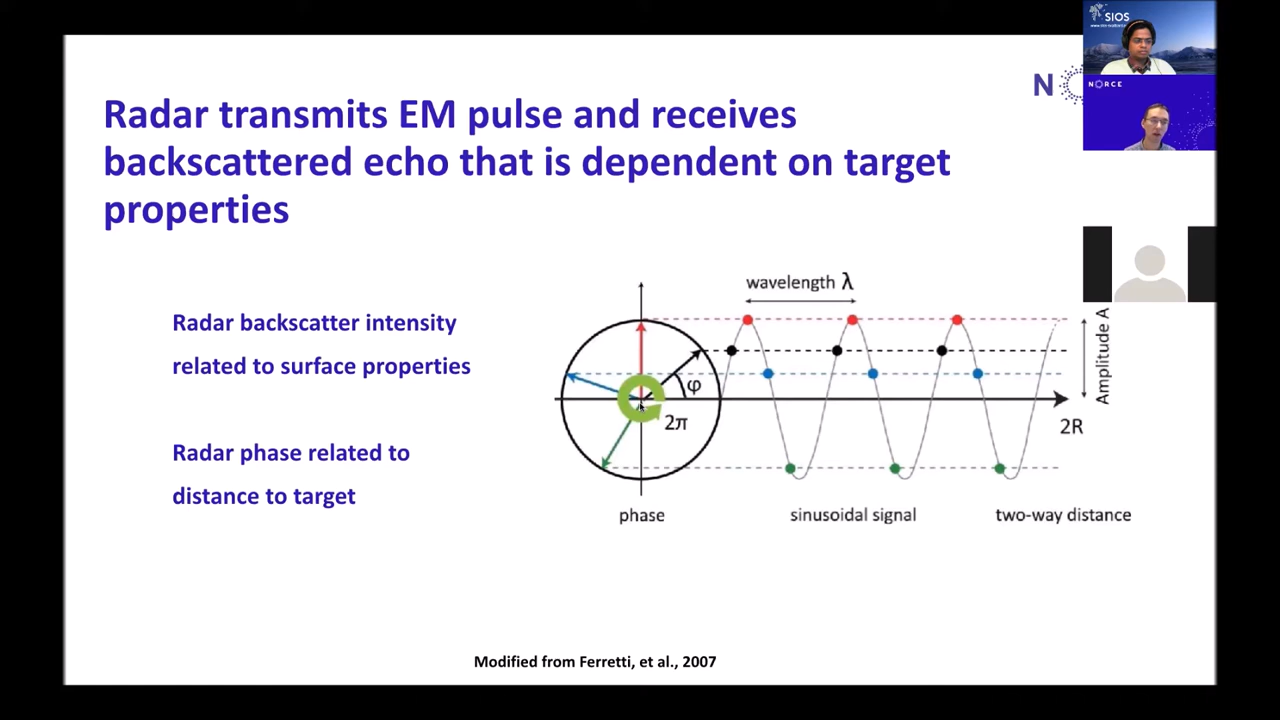 SIOS
Radar transmits EM pulse and receives
backscattered echo that is dependent on target
properties
NORCE
Radar backscatter intensity
related to surface properties
Radar phase related to
distance to target
wavelength λ
φ
2π
Amplitude A
2R
phase
sinusoidal signal
two-way distance
Modified from Ferretti, et al., 2007